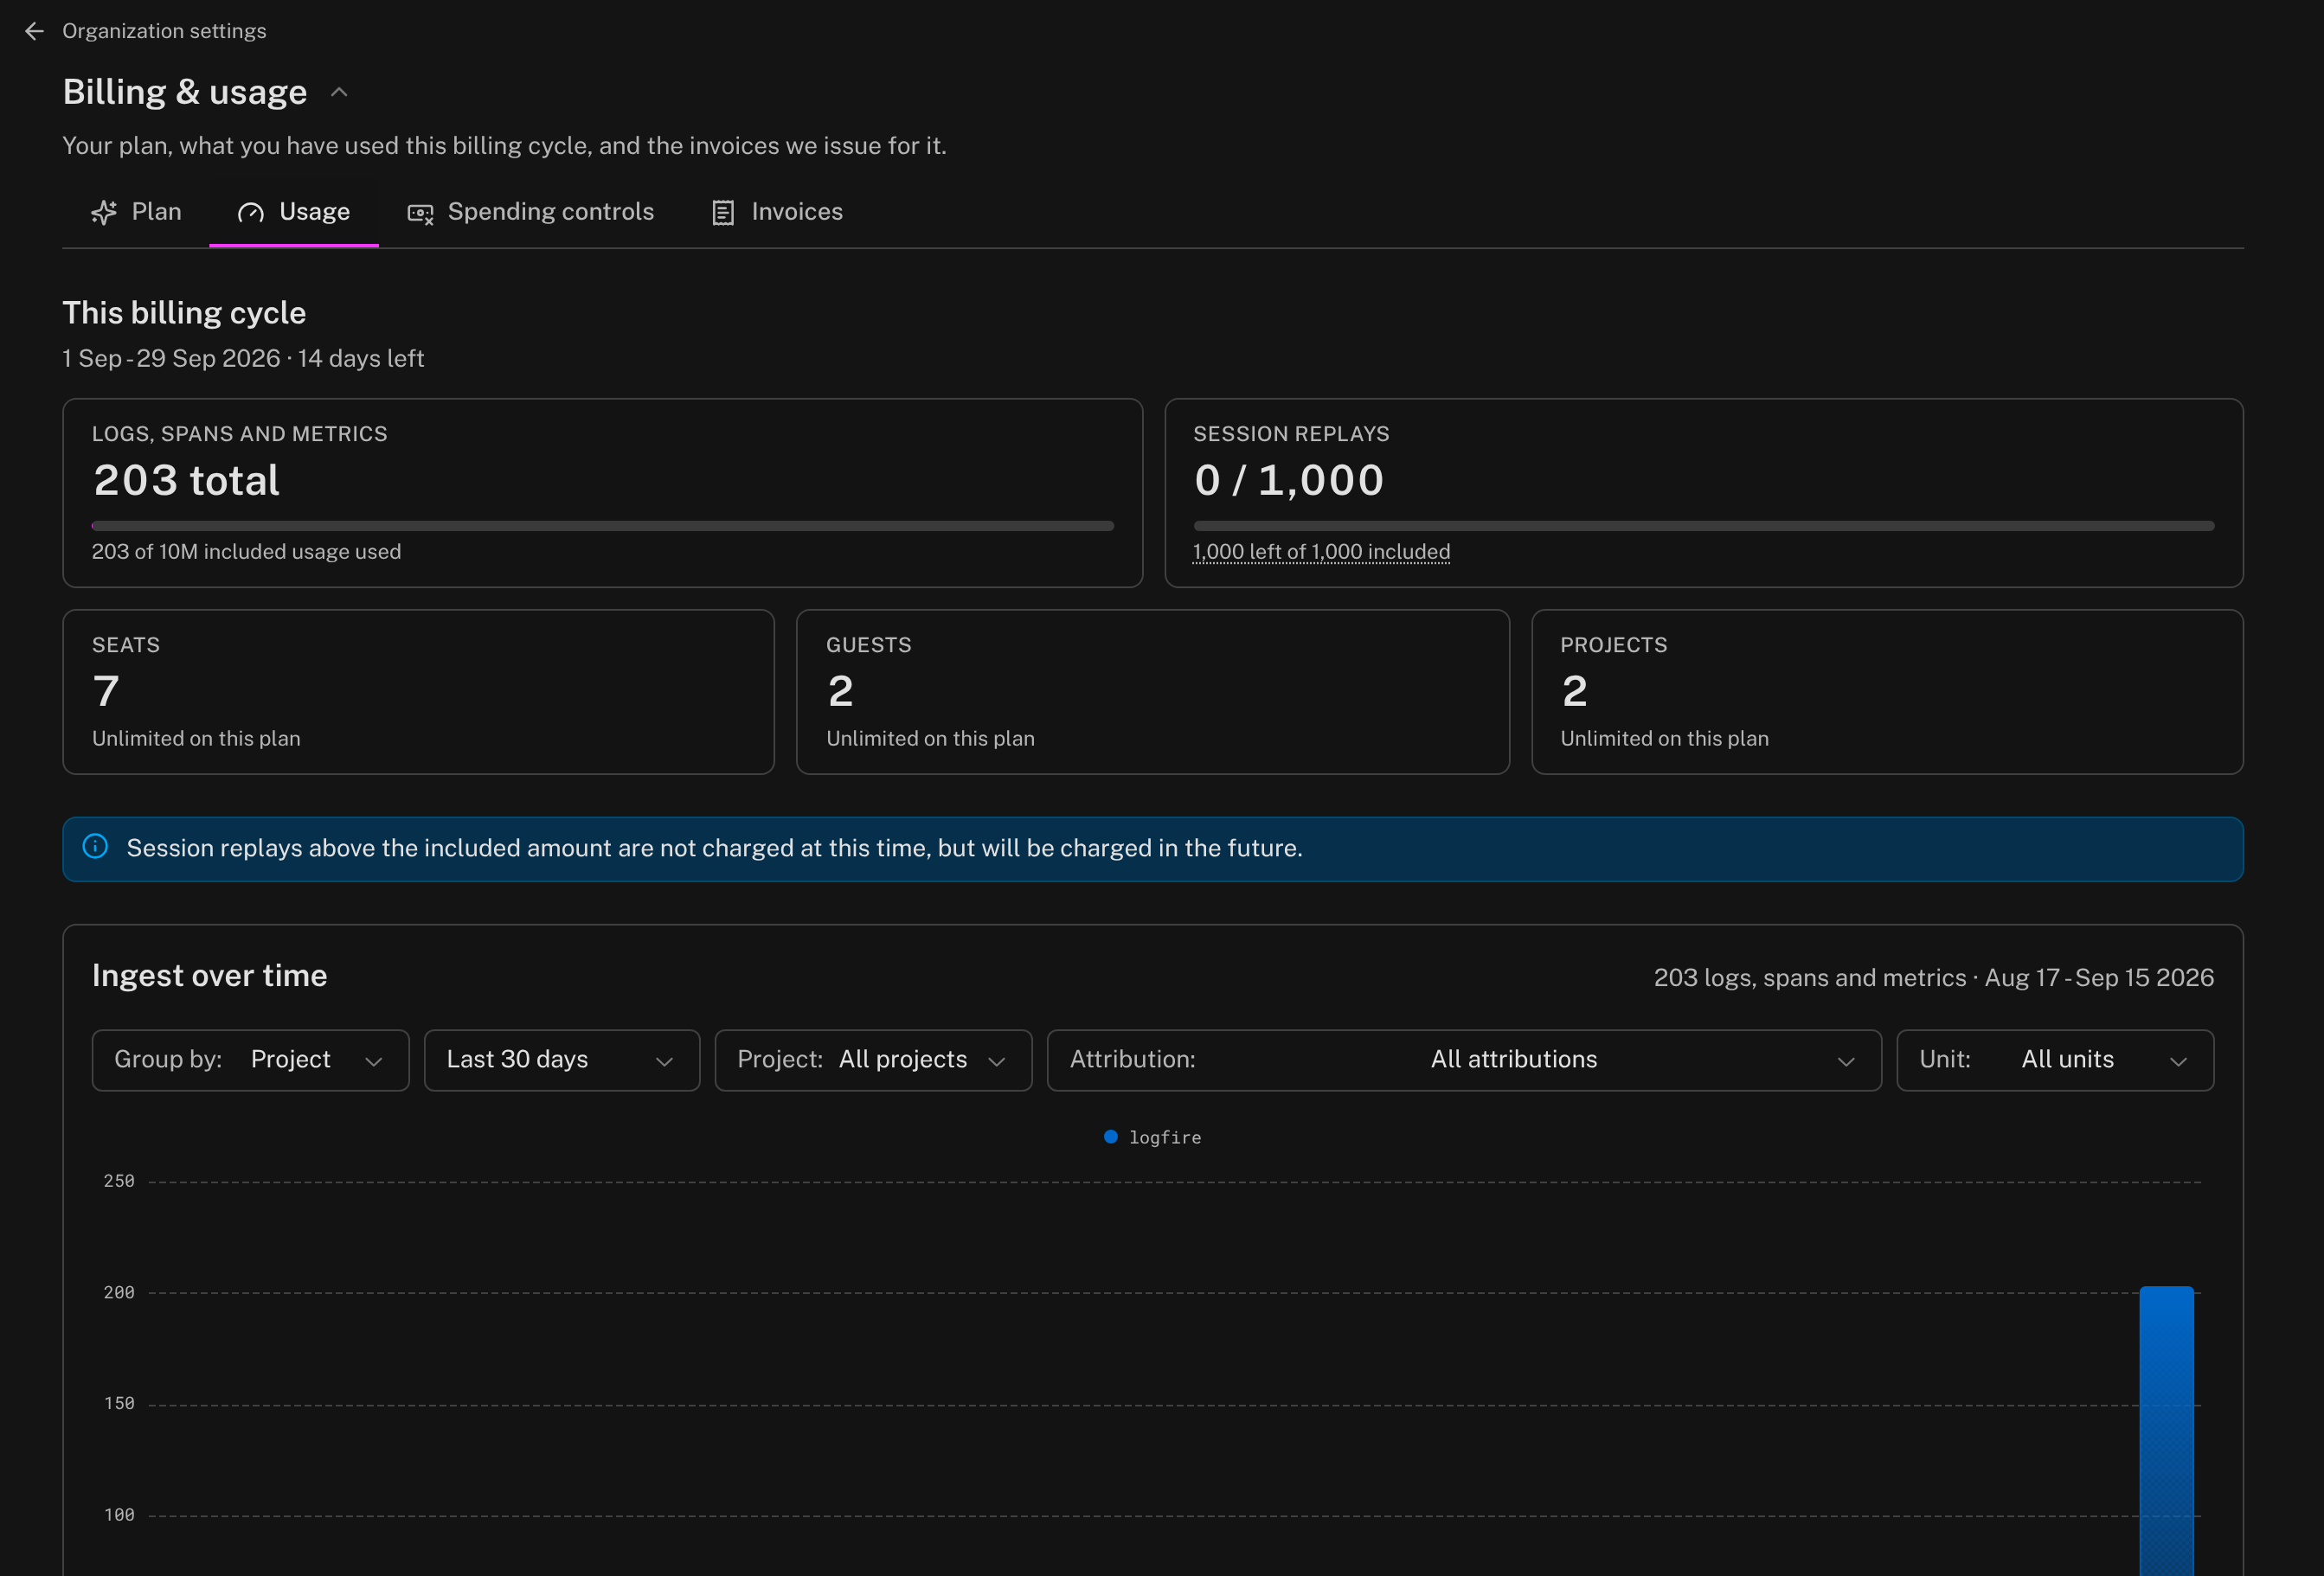 Organization settings
Billing & usage
Your plan, what you have used this billing cycle, and the invoices we issue for it.
Plan
Usage
Spending controls
Invoices
This billing cycle
1 Sep - 29 Sep 2026 · 14 days left
LOGS, SPANS AND METRICS
203 total
203 of 10M included usage used
SESSION REPLAYS
0 / 1,000
1,000 left of 1,000 included
SEATS
7
Unlimited on this plan
GUESTS
2
Unlimited on this plan
PROJECTS
2
Unlimited on this plan
Session replays above the included amount are not charged at this time, but will be charged in the future.
Ingest over time
203 logs, spans and metrics · Aug 17 - Sep 15 2026
Group by: Project
Last 30 days
Project: All projects
Attribution: All attributions
Unit: All units
logfire
250
200
150
100